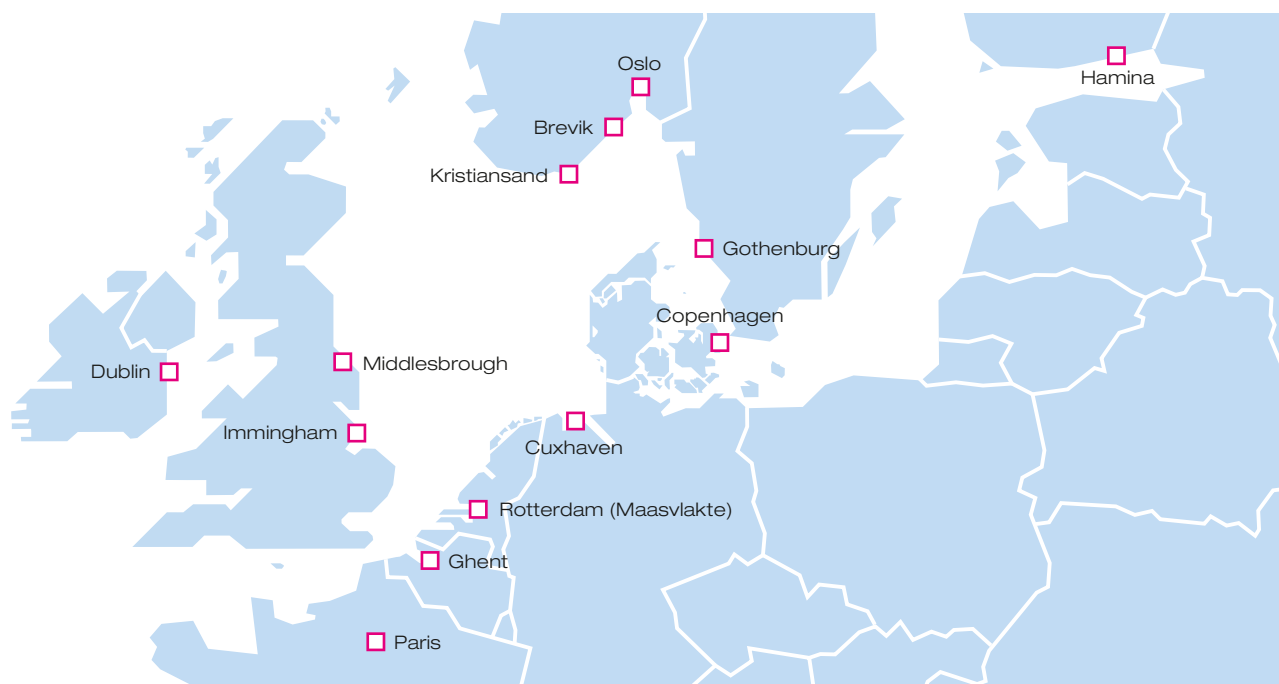 Oslo
Hamina
Brevik
Kristiansand
Gothenburg
Copenhagen
Middlesbrough
Dublin
Immingham
Cuxhaven
Rotterdam (Maasvlakte)
Ghent
Paris